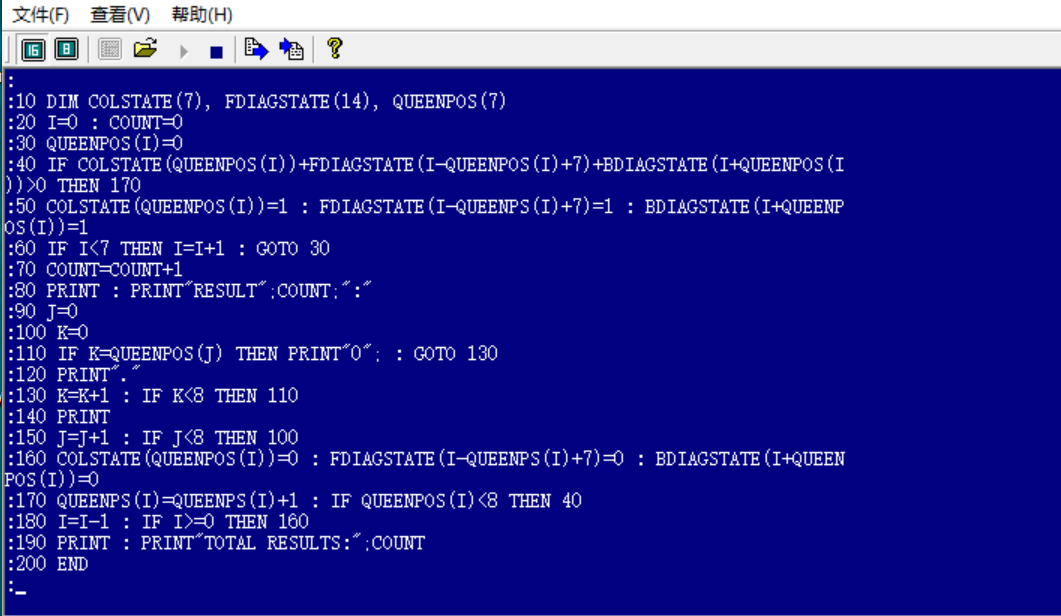 文件(F) 查看(V) 帮助(H)
16 8
:
:10 DIM COLSTATE(7), FDIAGSTATE(14), QUEENPOS(7)
:20 I=0 : COUNT=0
:30 QUEENPOS(I)=0
:40 IF COLSTATE(QUEENPOS(I))+FDIAGSTATE(I-QUEENPOS(I)+7)+BDIAGSTATE(I+QUEENPOS(I
))>0 THEN 170
:50 COLSTATE(QUEENPOS(I))=1 : FDIAGSTATE(I-QUEENPS(I)+7)=1 : BDIAGSTATE(I+QUEENP
OS(I))=1
:60 IF I<7 THEN I=I+1 : GOTO 30
:70 COUNT=COUNT+1
:80 PRINT : PRINT"RESULT";COUNT;":"
:90 J=0
:100 K=0
:110 IF K=QUEENPOS(J) THEN PRINT"O"; : GOTO 130
:120 PRINT"."
:130 K=K+1 : IF K<8 THEN 110
:140 PRINT
:150 J=J+1 : IF J<8 THEN 100
:160 COLSTATE(QUEENPOS(I))=0 : FDIAGSTATE(I-QUEENPS(I)+7)=0 : BDIAGSTATE(I+QUEEN
POS(I))=0
:170 QUEENPS(I)=QUEENPS(I)+1 : IF QUEENPOS(I)<8 THEN 40
:180 I=I-1 : IF I>=0 THEN 160
:190 PRINT : PRINT"TOTAL RESULTS:";COUNT
:200 END
:_